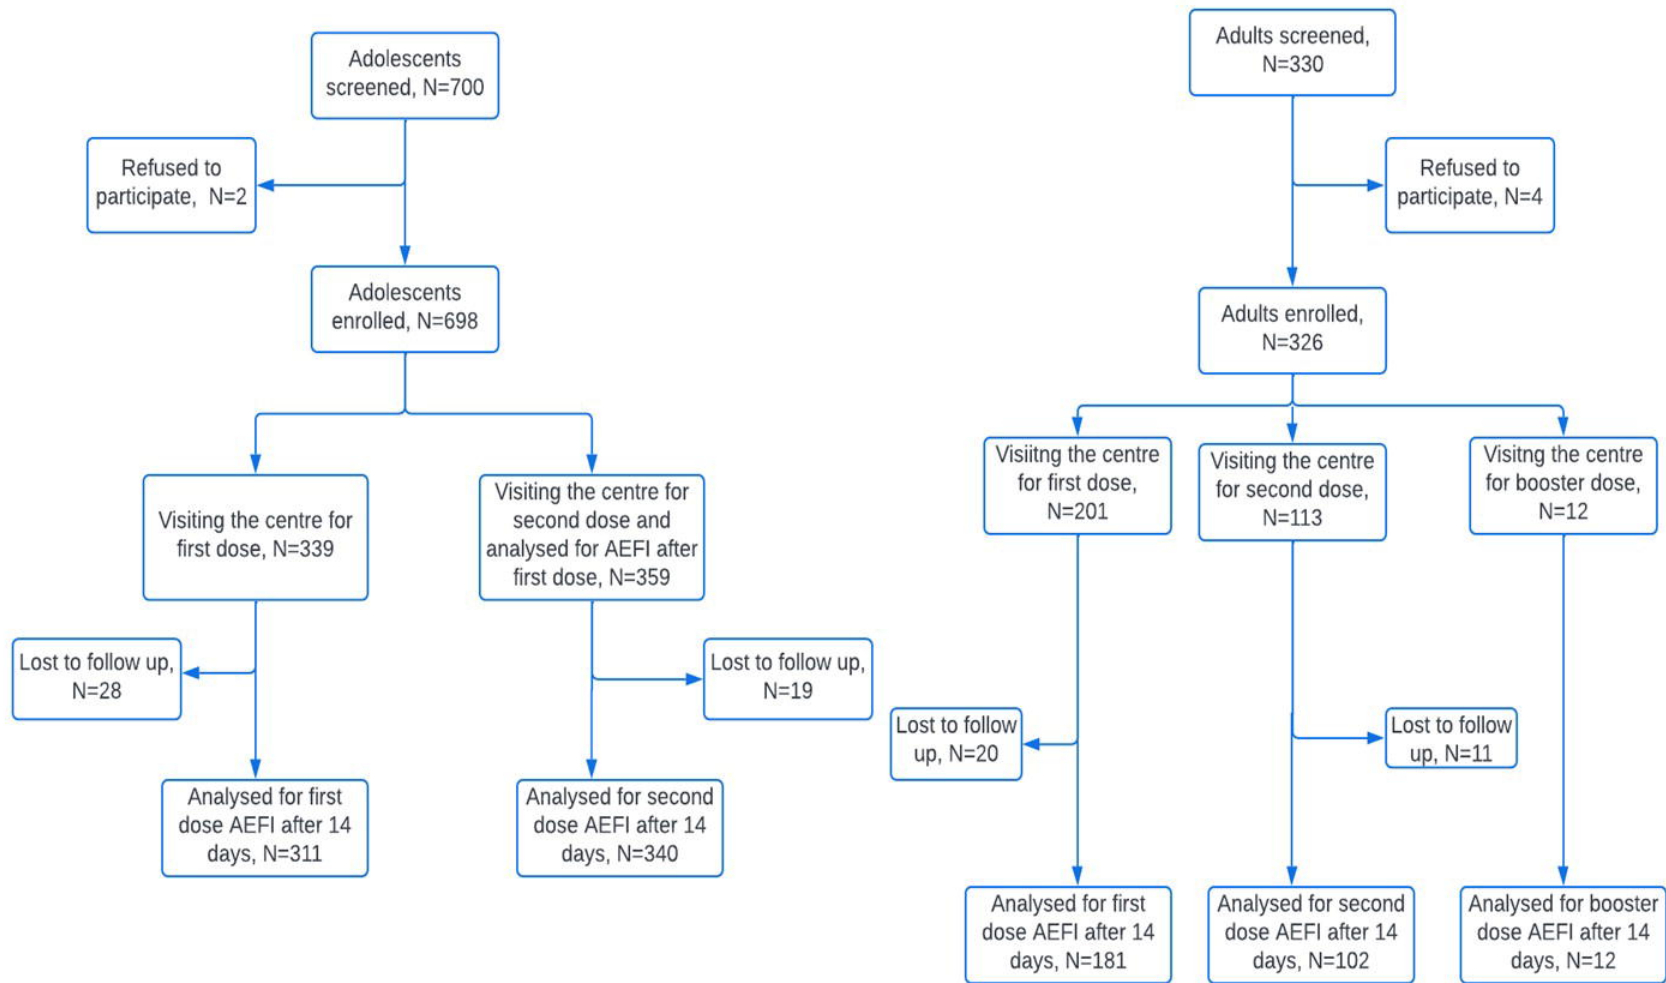 Adolescents
screened, N=700
Refused to
participate,  N=2
Adolescents
enrolled, N=698
Visiting the centre for
first dose, N=339
Visiting the centre for
second dose and
analysed for AEFI after
first dose, N=359
Lost to follow up,
N=28
Lost to follow up,
N=19
Analysed for first
dose AEFI after 14
days, N=311
Analysed for second
dose AEFI after 14
days, N=340
Adults screened,
N=330
Refused to
participate, N=4
Adults enrolled,
N=326
Visiitng the centre
for first dose,
N=201
Visiting the centre
for second dose,
N=113
Visitng the centre
for booster dose,
N=12
Lost to follow
up, N=20
Lost to follow
up, N=11
Analysed for first
dose AEFI after 14
days, N=181
Analysed for second
dose AEFI after 14
days, N=102
Analysed for booster
dose AEFI after 14
days, N=12